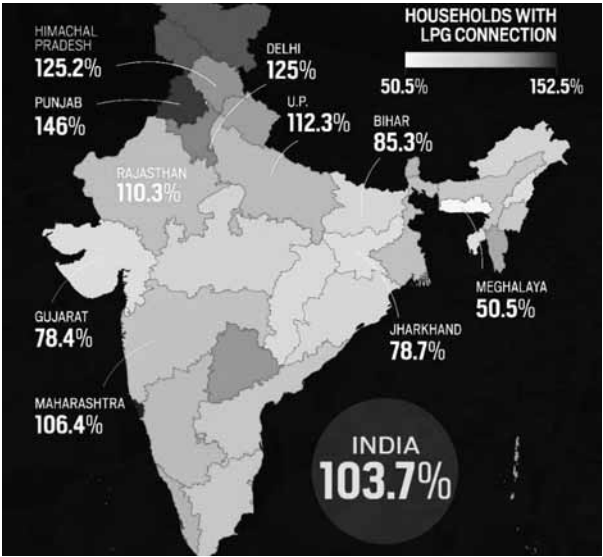 HOUSEHOLDS WITH
LPG CONNECTION
50.5%
152.5%
HIMACHAL
PRADESH
125.2%
DELHI
125%
PUNJAB
146%
U.P.
112.3%
BIHAR
85.3%
RAJASTHAN
110.3%
MEGHALAYA
50.5%
GUJARAT
78.4%
JHARKHAND
78.7%
MAHARASHTRA
106.4%
INDIA
103.7%